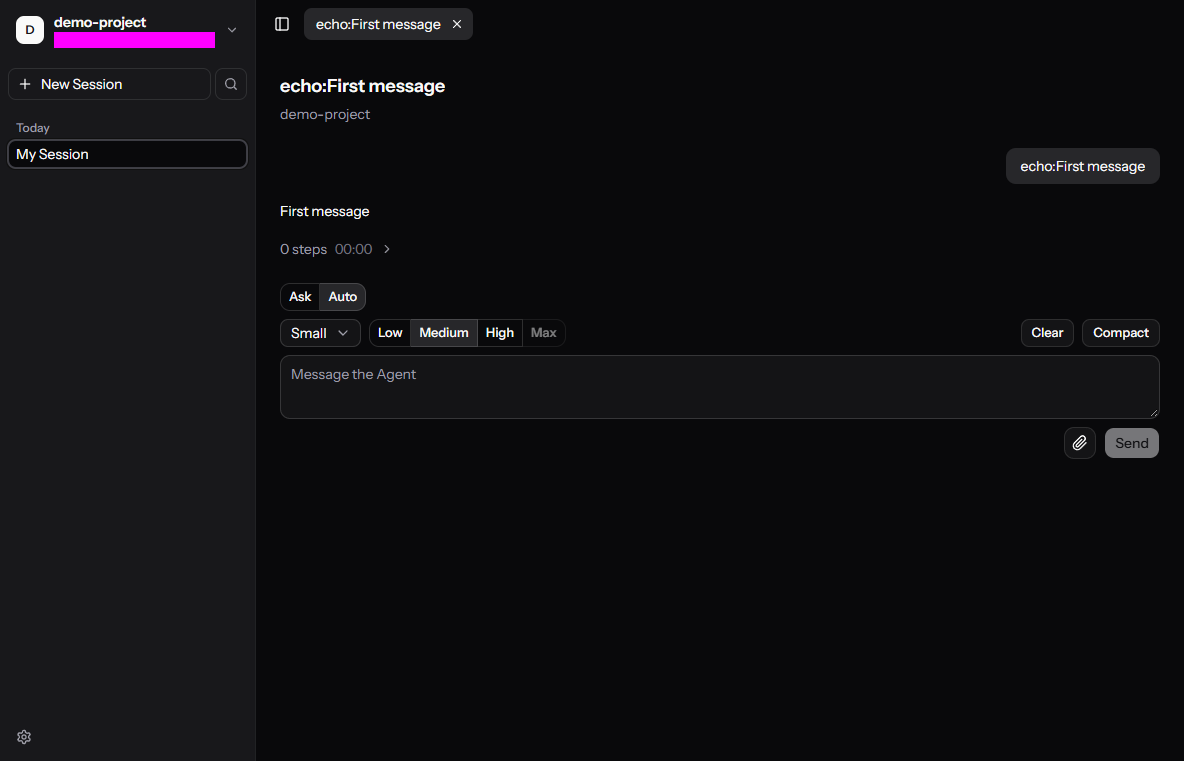 D
demo-project
New Session
Today
My Session
echo:First message
echo:First message
demo-project
echo:First message
First message
0 steps 00:00
Ask Auto
Small Low Medium High Max Clear Compact
Message the Agent
Send